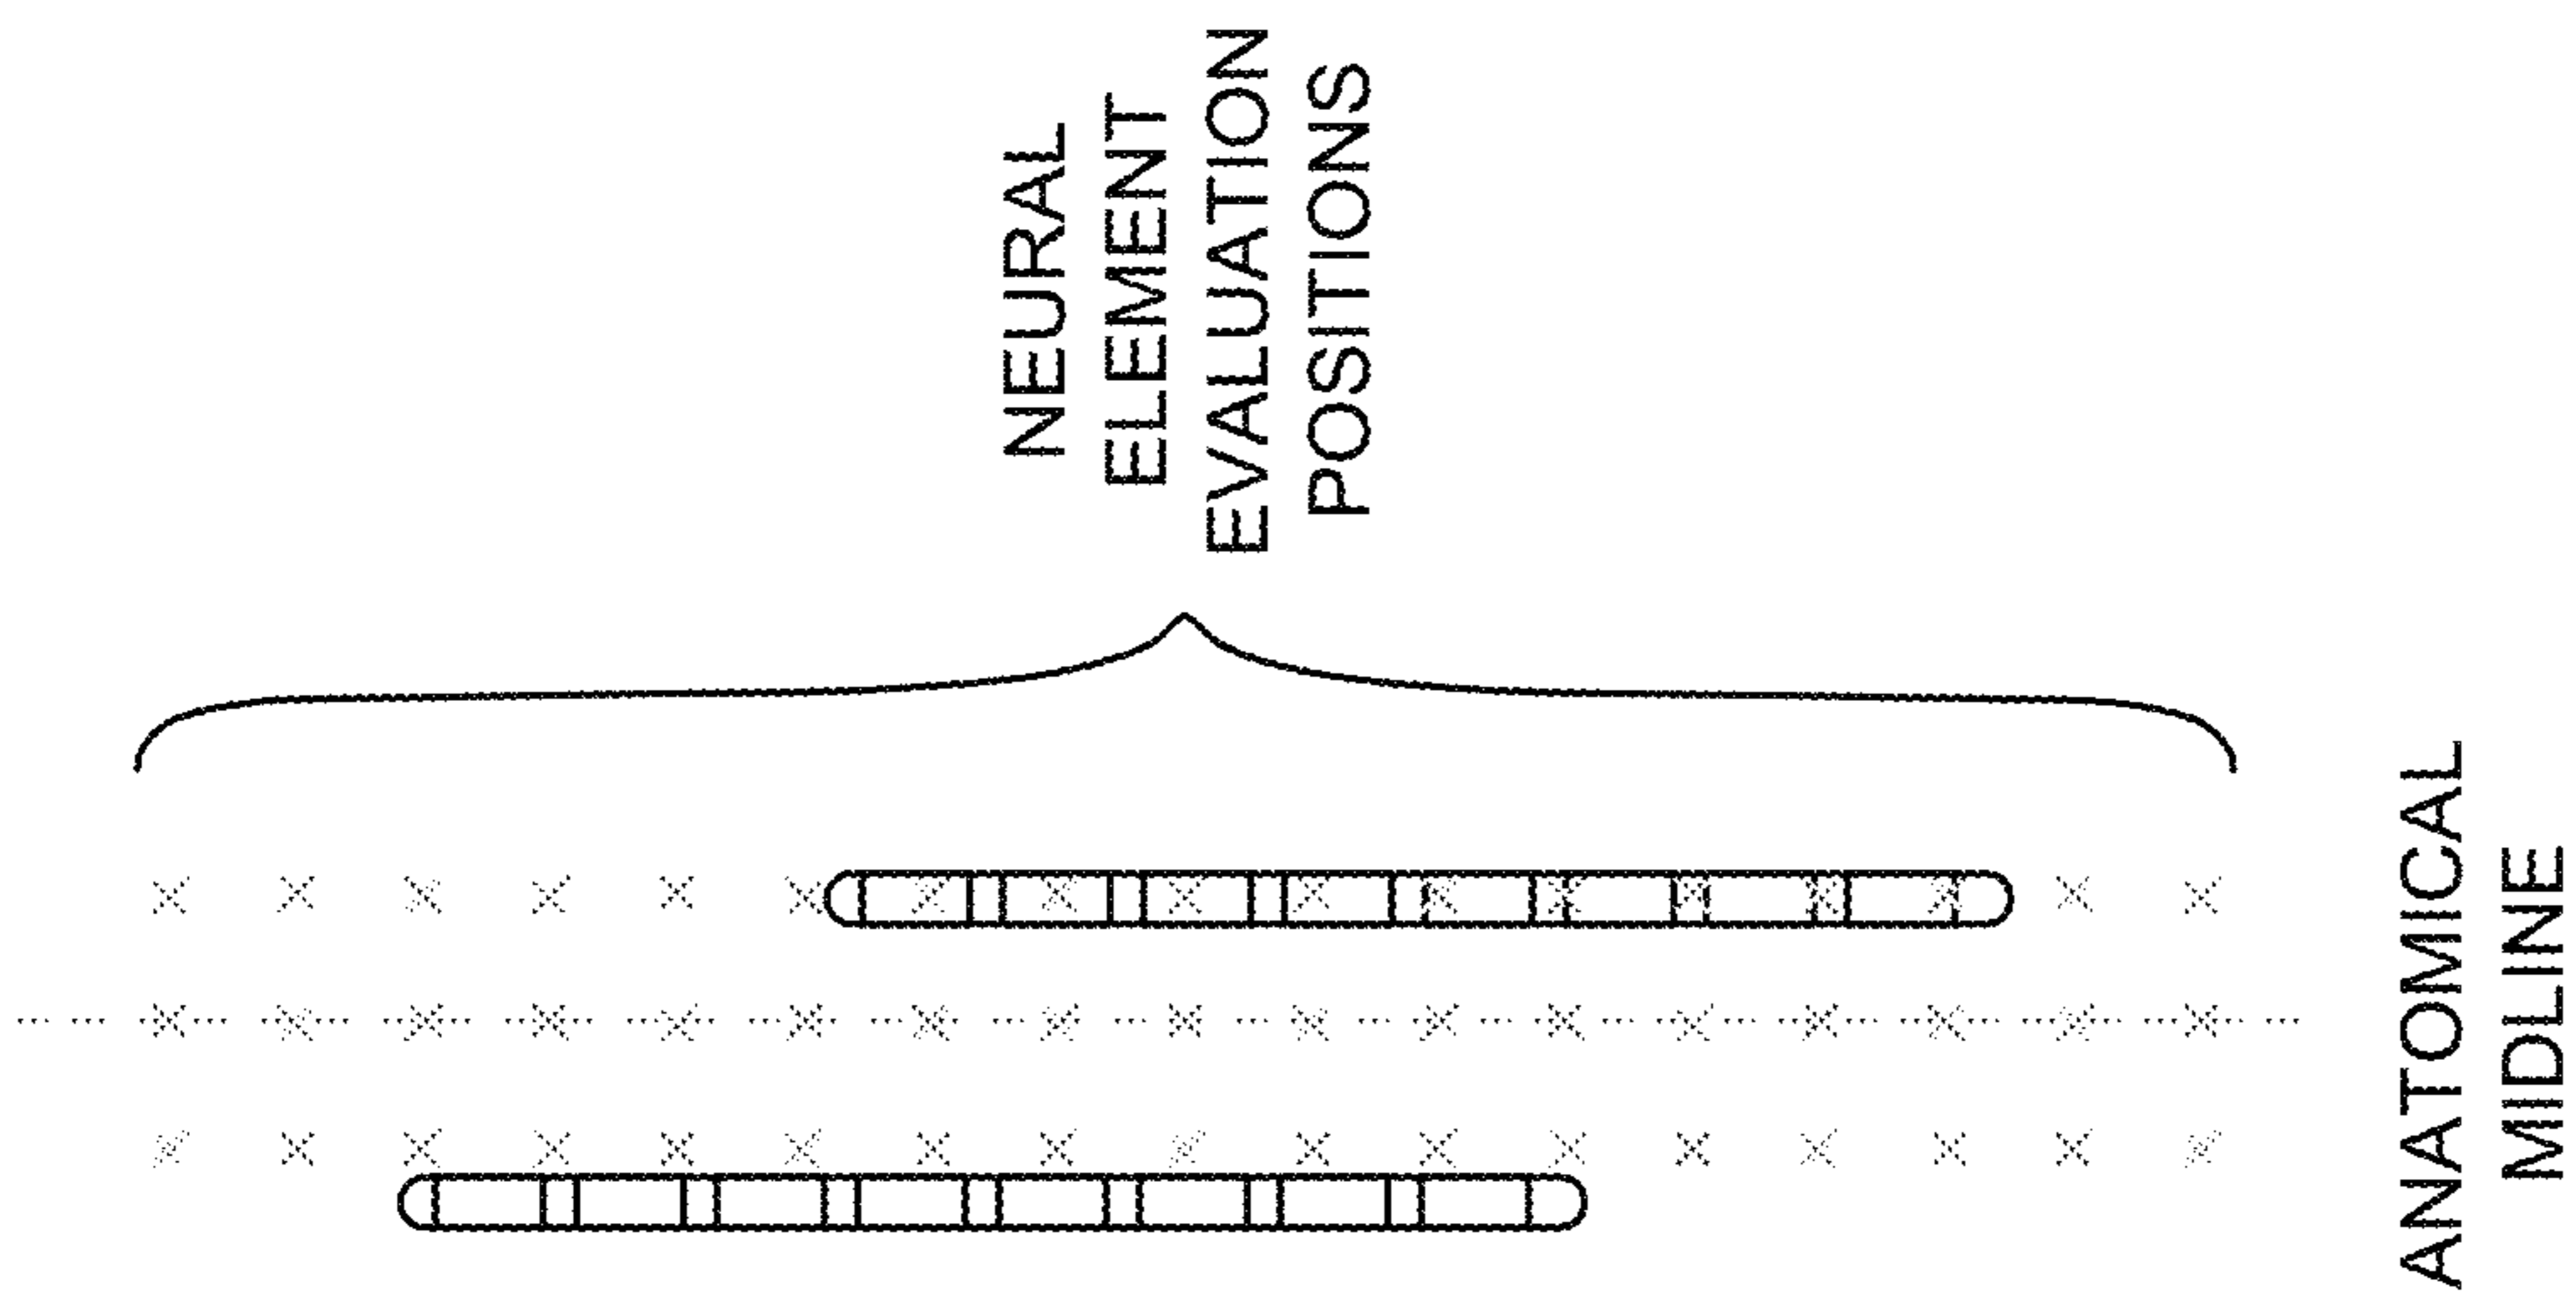 NEURAL
ELEMENT
EVALUATION
POSITIONS
ANATOMICAL
MIDLINE